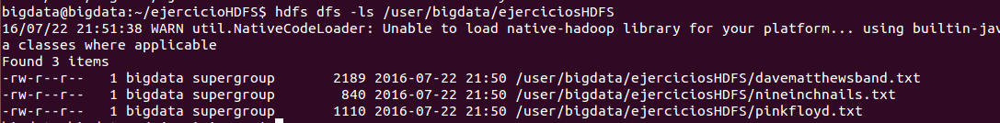 bigdata@bigdata:~/ejercicioHDFS$ hdfs dfs -ls /user/bigdata/ejerciciosHDFS
16/07/22 21:51:38 WARN util.NativeCodeLoader: Unable to load native-hadoop library for your platform... using builtin-jav
a classes where applicable
Found 3 items
-rw-r--r--   1 bigdata supergroup       2189 2016-07-22 21:50 /user/bigdata/ejerciciosHDFS/davematthewsband.txt
-rw-r--r--   1 bigdata supergroup        840 2016-07-22 21:50 /user/bigdata/ejerciciosHDFS/nineinchnails.txt
-rw-r--r--   1 bigdata supergroup       1110 2016-07-22 21:50 /user/bigdata/ejerciciosHDFS/pinkfloyd.txt